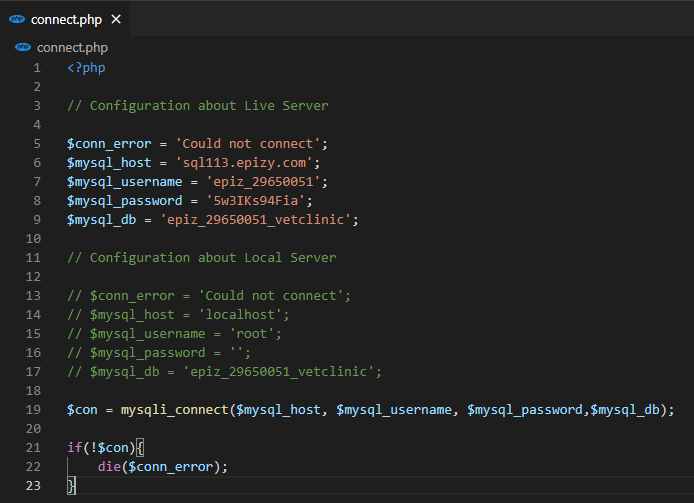 connect.php
connect.php
1 <?php
2
3 // Configuration about Live Server
4
5 $conn_error = 'Could not connect';
6 $mysql_host = 'sql113.epizy.com';
7 $mysql_username = 'epiz_29650051';
8 $mysql_password = '5w3IKs94Fia';
9 $mysql_db = 'epiz_29650051_vetclinic';
10
11 // Configuration about Local Server
12
13 // $conn_error = 'Could not connect';
14 // $mysql_host = 'localhost';
15 // $mysql_username = 'root';
16 // $mysql_password = '';
17 // $mysql_db = 'epiz_29650051_vetclinic';
18
19 $con = mysqli_connect($mysql_host, $mysql_username, $mysql_password,$mysql_db);
20
21 if(!$con){
22     die($conn_error);
23 }